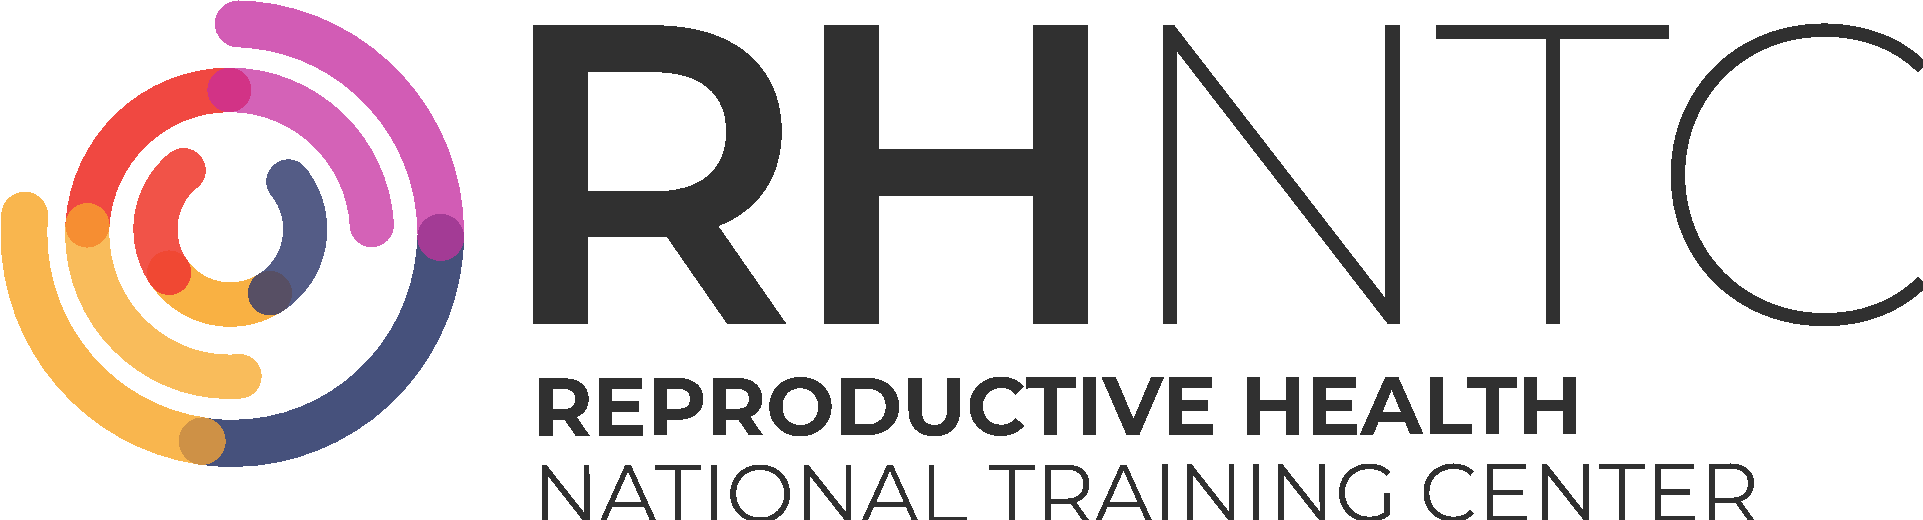 RHNTC
REPRODUCTIVE HEALTH
NATIONAL TRAINING CENTER